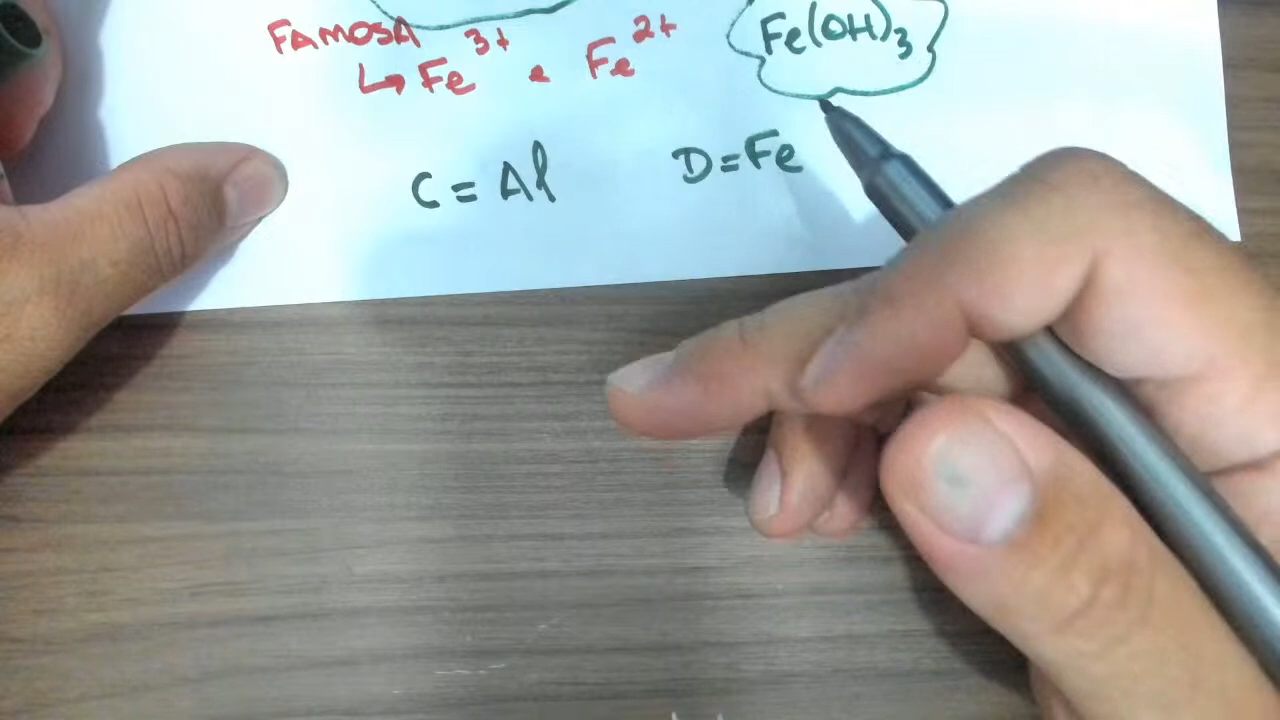 FAMOSA
↳ Fe³⁺ e Fe²⁺
Fe(OH)₃
C = Al
D = Fe